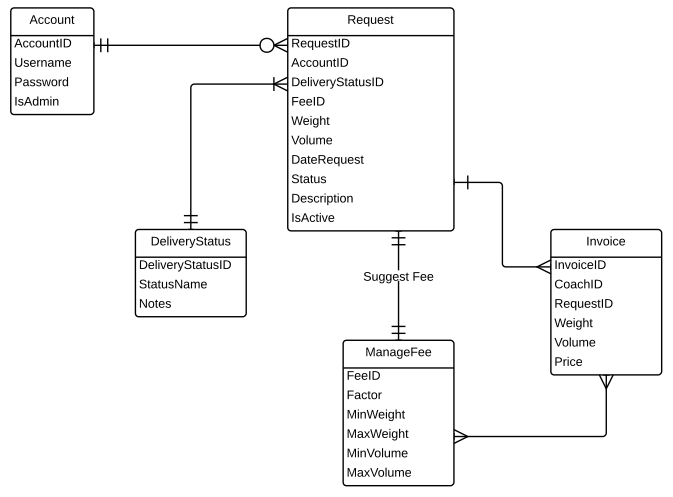 Account
AccountID
Username
Password
IsAdmin
Request
RequestID
AccountID
DeliveryStatusID
FeeID
Weight
Volume
DateRequest
Status
Description
IsActive
DeliveryStatus
DeliveryStatusID
StatusName
Notes
Suggest Fee
Invoice
InvoiceID
CoachID
RequestID
Weight
Volume
Price
ManageFee
FeeID
Factor
MinWeight
MaxWeight
MinVolume
MaxVolume